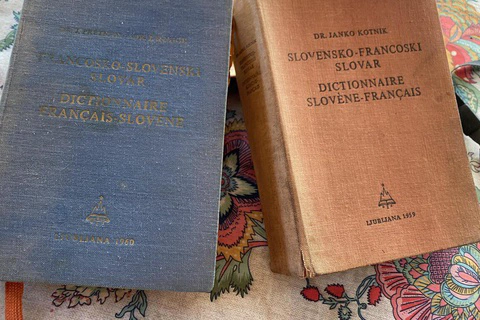 FRANCOSKO-SLOVENSKI
SLOVAR
DICTIONNAIRE
FRANÇAIS-SLOVÈNE
LJUBLJANA 1960
DR. JANKO KOTNIK
SLOVENSKO-FRANCOSKI
SLOVAR
DICTIONNAIRE
SLOVÈNE-FRANÇAIS
LJUBLJANA 1959